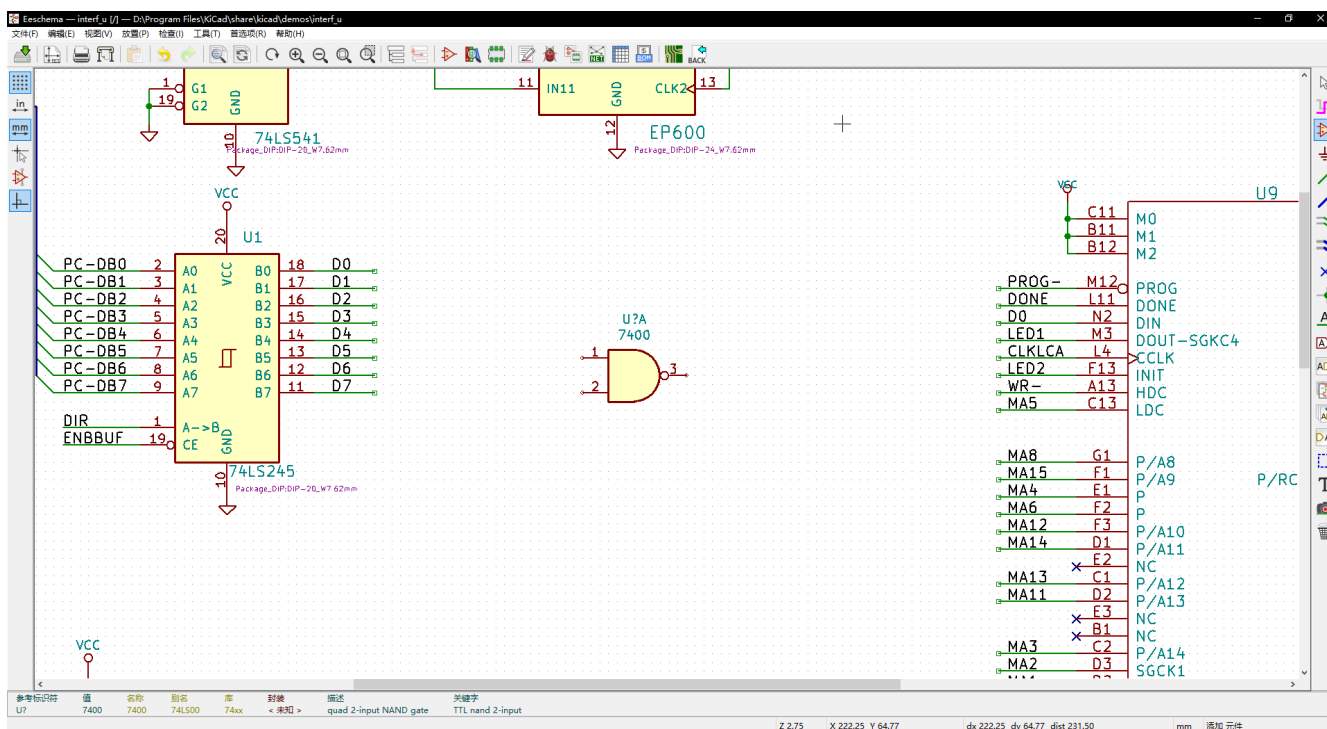 Eeschema — interf_u [/] — D:\Program Files\KiCad\share\kicad\demos\interf_u
文件(F) 编辑(E) 视图(V) 放置(P) 检查(I) 工具(T) 首选项(R) 帮助(H)
NET
BOM
BACK
in
mm
1 G1
19 G2
GND
10
74LS541
Package_DIP:DIP-20_W7.62mm
11 IN11
GND
CLK2 13
12
EP600
Package_DIP:DIP-24_W7.62mm
VCC
20
U1
VCC
PC-DB0 2 A0 B0 18 D0
PC-DB1 3 A1 B1 17 D1
PC-DB2 4 A2 B2 16 D2
PC-DB3 5 A3 B3 15 D3
PC-DB4 6 A4 B4 14 D4
PC-DB5 7 A5 B5 13 D5
PC-DB6 8 A6 B6 12 D6
PC-DB7 9 A7 B7 11 D7
DIR 1 A->B
ENBBUF 19 CE
GND
10
74LS245
Package_DIP:DIP-20_W7.62mm
VCC
U?A
7400
1
2
3
VCC
U9
C11 M0
B11 M1
B12 M2
PROG- M12 PROG
DONE L11 DONE
D0 N2 DIN
LED1 M3 DOUT-SGKC4
CLKLCA L4 CCLK
LED2 F13 INIT
WR- A13 HDC
MA5 C13 LDC
MA8 G1 P/A8
MA15 F1 P/A9
P/RC
MA4 E1 P
MA6 F2 P
MA12 F3 P/A10
MA14 D1 P/A11
E2 NC
MA13 C1 P/A12
MA11 D2 P/A13
E3 NC
B1 NC
MA3 C2 P/A14
MA2 D3 SGCK1
参考标识符 值 名称 别名 库 封装 描述 关键字
U? 7400 7400 74LS00 74xx < 未知 > quad 2-input NAND gate TTL nand 2-input
Z 2.75 X 222.25 Y 64.77 dx 222.25 dy 64.77 dist 231.50 mm 添加 元件